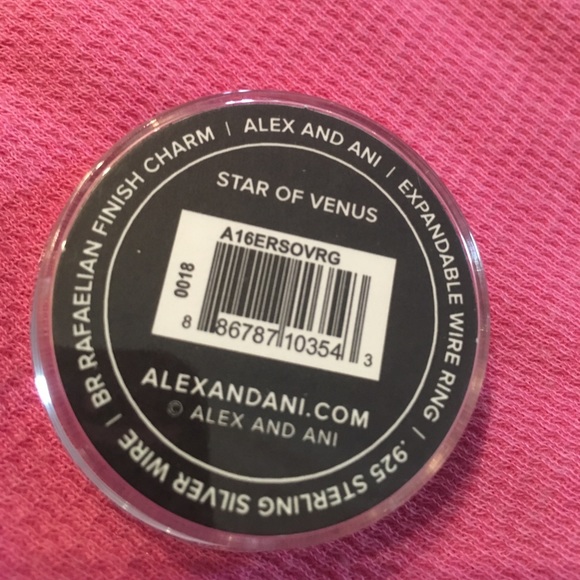 ALEX AND ANI | EXPANDABLE WIRE RING | .925 STERLING SILVER WIRE | BR RAFAELIAN FINISH CHARM |
STAR OF VENUS
A16ERSOVRG
0018
8 86787 10354 3
ALEXANDANI.COM
© ALEX AND ANI